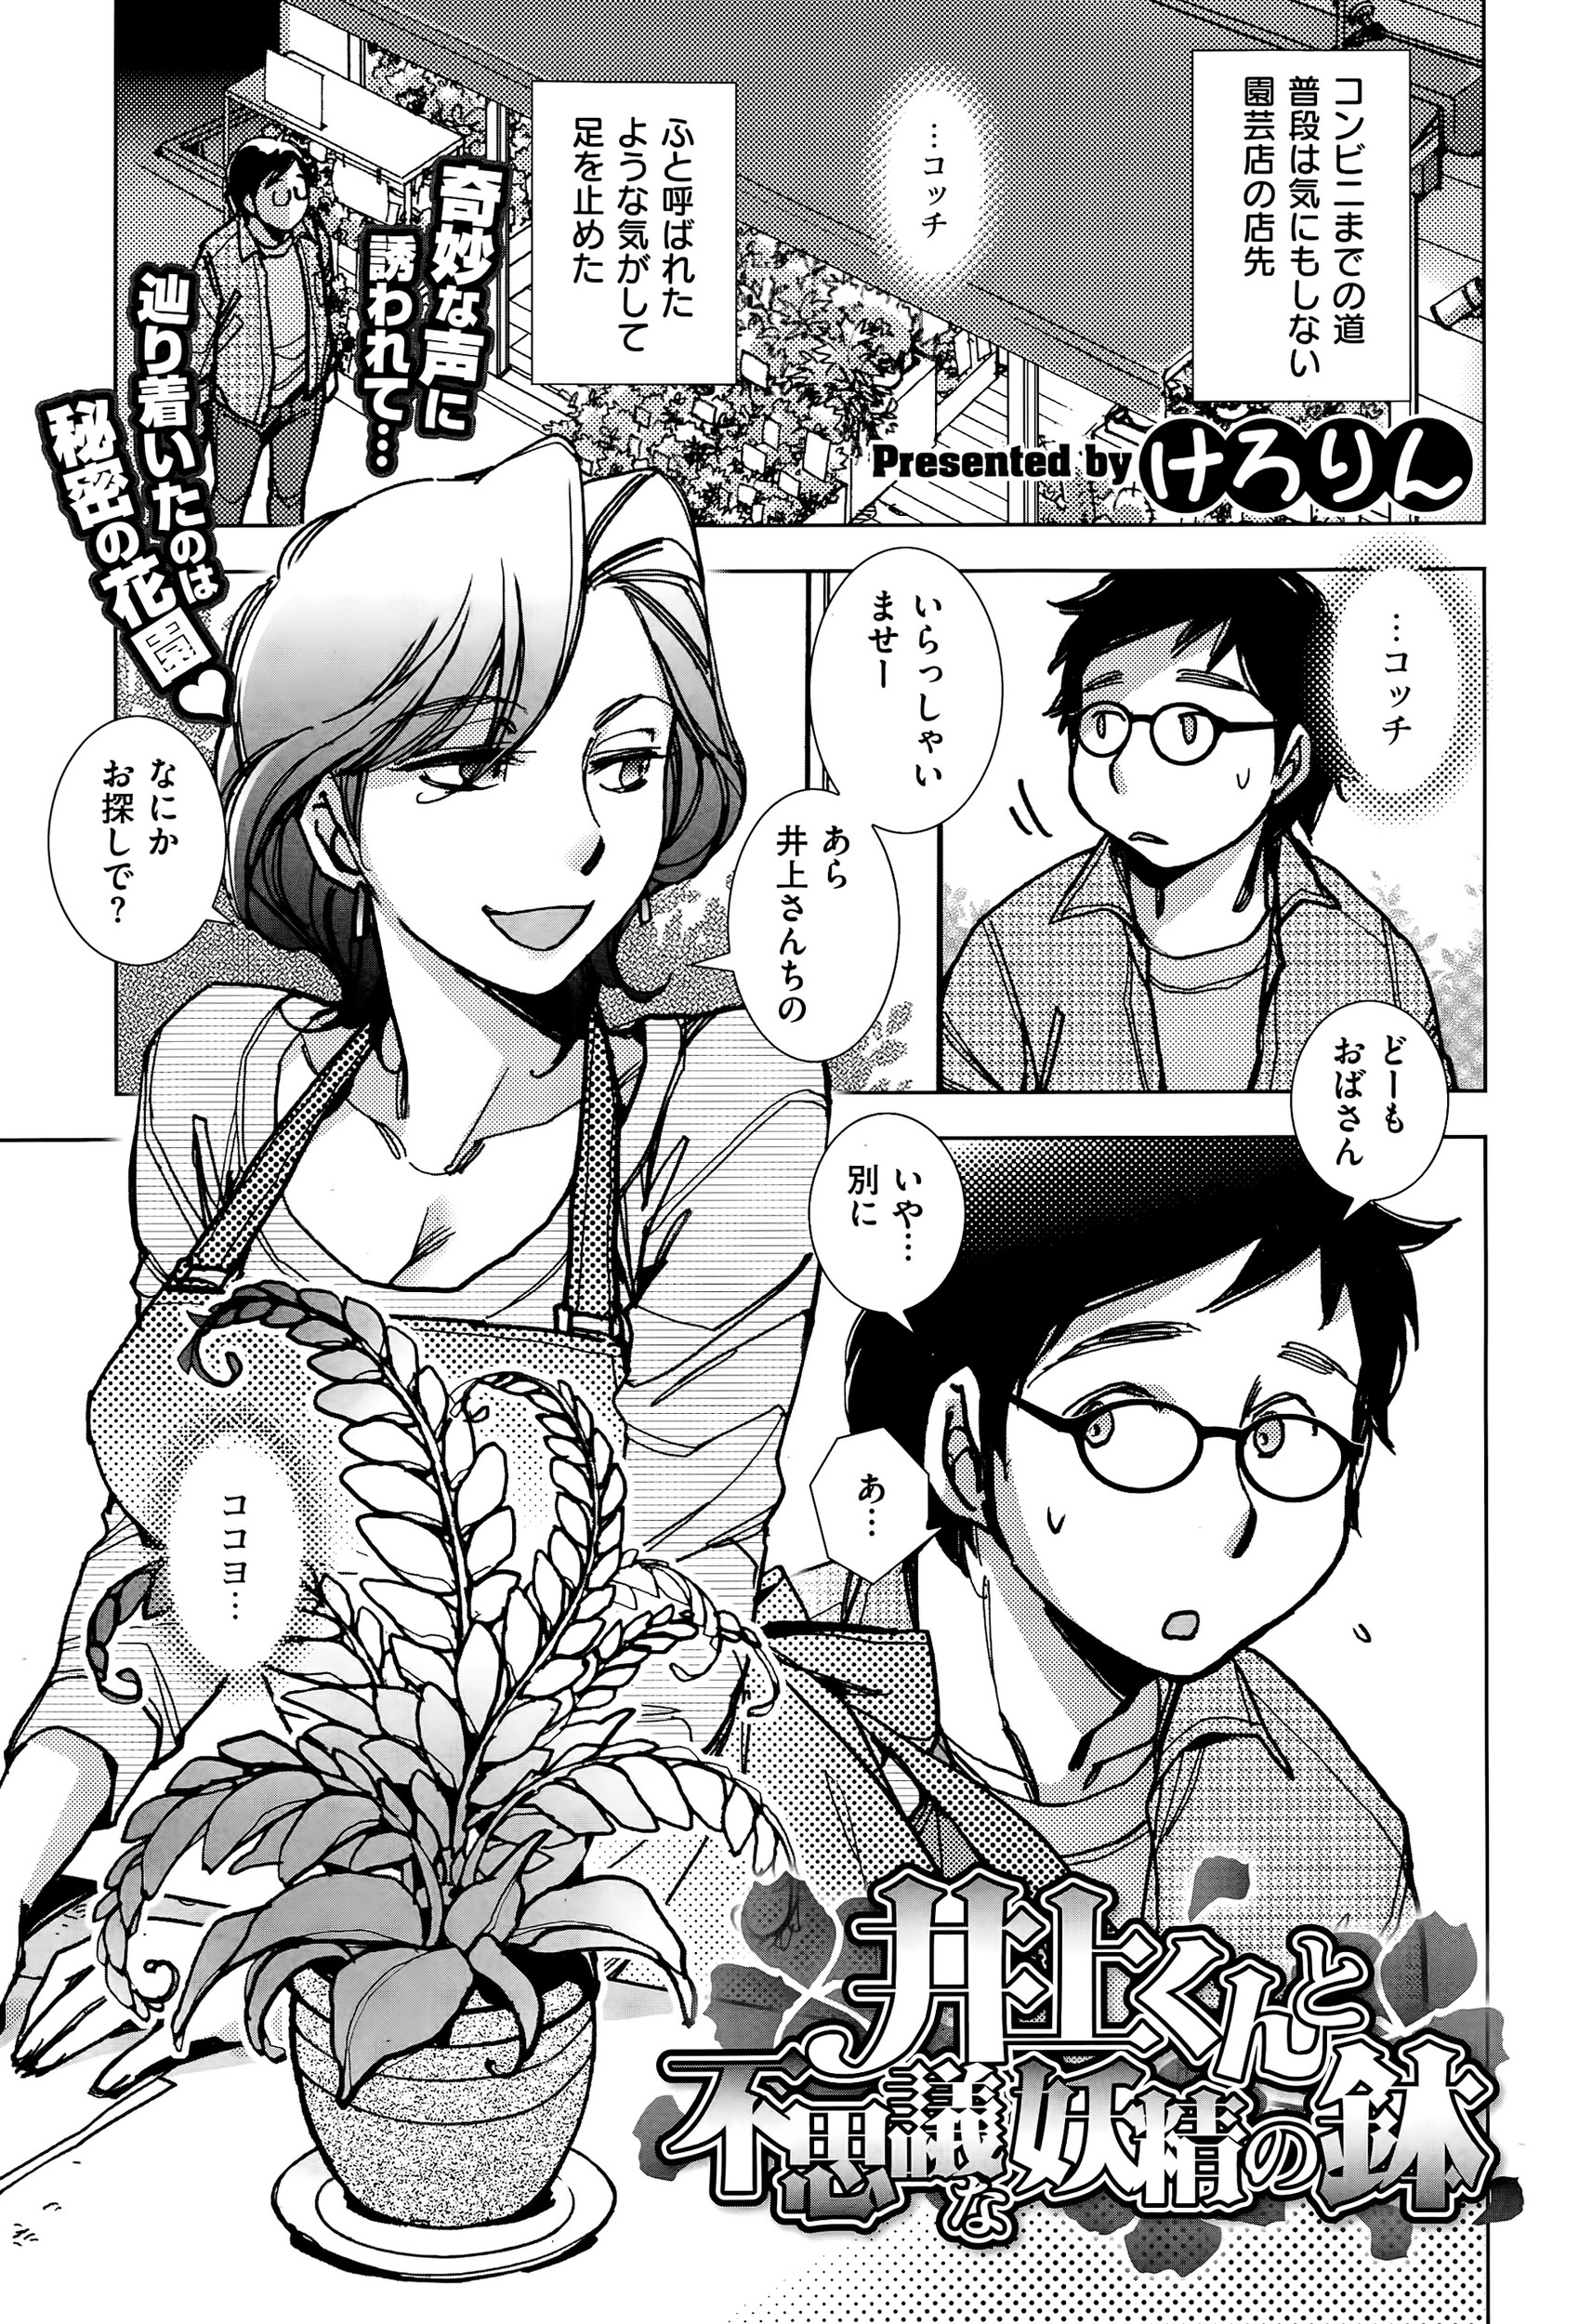 コンビニまでの道
普段は気にもしない
園芸店の店先
…コッチ
ふと呼ばれた
ような気がして
足を止めた
奇妙な声に
誘われて…
辿り着いたのは
秘密の花園♥
Presented by けろりん
…コッチ
いらっしゃい
ませー
あら
井上さんちの
なにか
お探しで？
どーも
おばさん
いや…
別に
あ…
ココヨ…
井上くんと
不思議な妖精の鉢